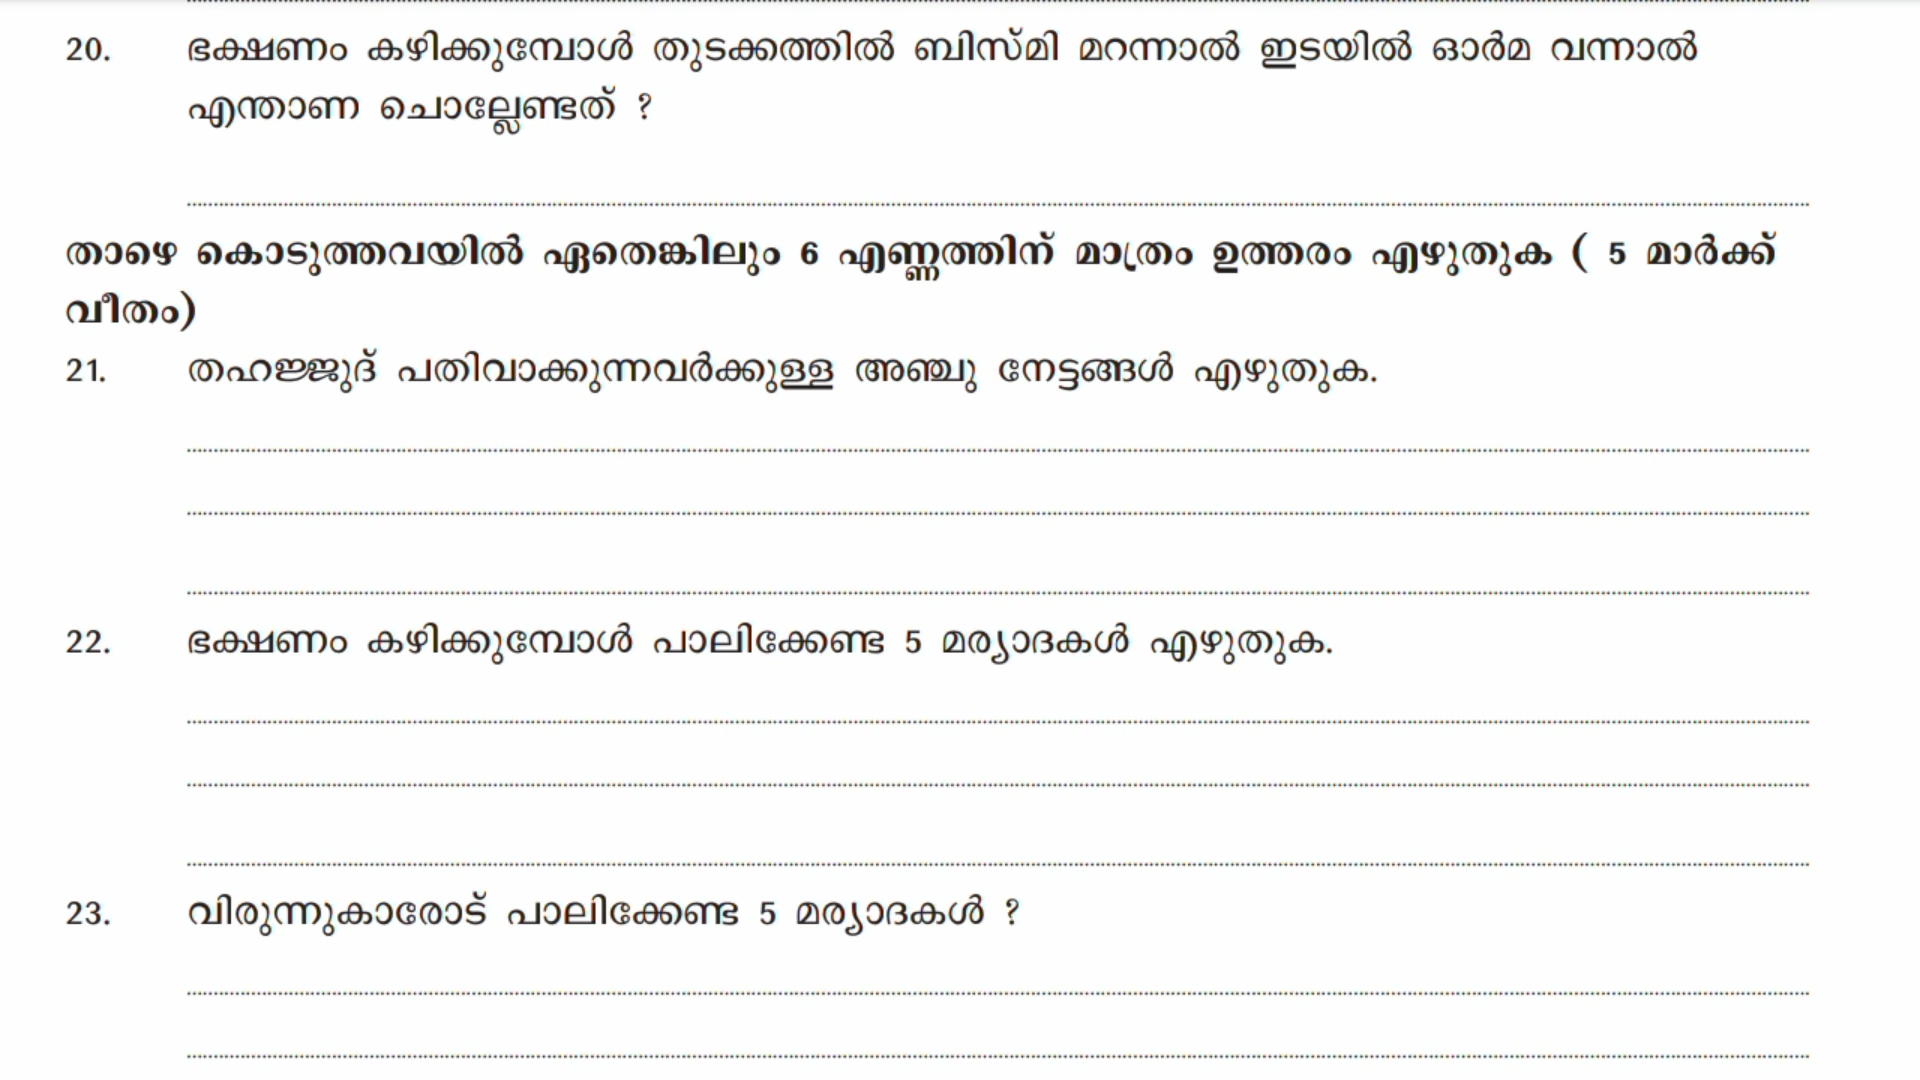 20. ഭക്ഷണം കഴിക്കുമ്പോൾ തുടക്കത്തിൽ ബിസ്മി മറന്നാൽ ഇടയിൽ ഓർമ വന്നാൽ
എന്താണ ചൊല്ലേണ്ടത് ?
താഴെ കൊടുത്തവയിൽ ഏതെങ്കിലും 6 എണ്ണത്തിന് മാത്രം ഉത്തരം എഴുതുക ( 5 മാർക്ക്
വീതം)
21. തഹജ്ജുദ് പതിവാക്കുന്നവർക്കുള്ള അഞ്ചു നേട്ടങ്ങൾ എഴുതുക.
22. ഭക്ഷണം കഴിക്കുമ്പോൾ പാലിക്കേണ്ട 5 മര്യാദകൾ എഴുതുക.
23. വിരുന്നുകാരോട് പാലിക്കേണ്ട 5 മര്യാദകൾ ?